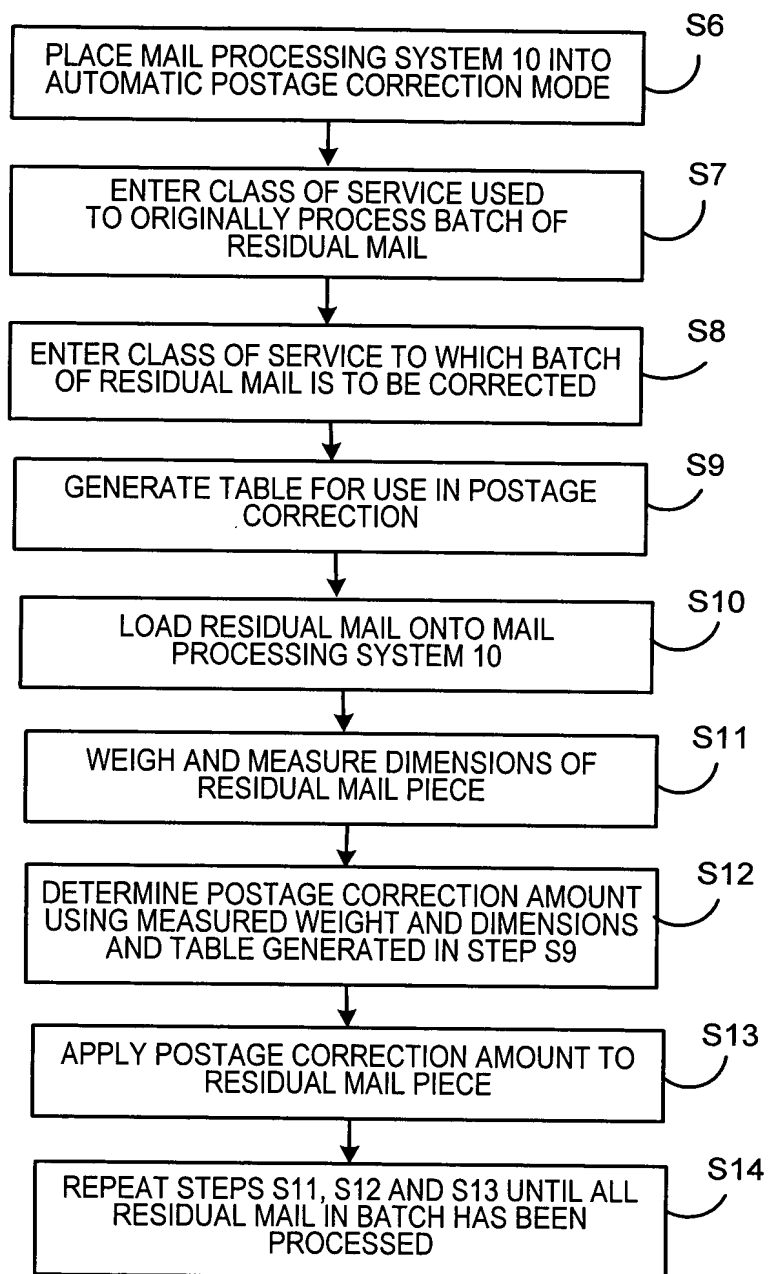 S6
PLACE MAIL PROCESSING SYSTEM 10 INTO
AUTOMATIC POSTAGE CORRECTION MODE
S7
ENTER CLASS OF SERVICE USED
TO ORIGINALLY PROCESS BATCH OF
RESIDUAL MAIL
S8
ENTER CLASS OF SERVICE TO WHICH BATCH
OF RESIDUAL MAIL IS TO BE CORRECTED
S9
GENERATE TABLE FOR USE IN POSTAGE
CORRECTION
S10
LOAD RESIDUAL MAIL ONTO MAIL
PROCESSING SYSTEM 10
S11
WEIGH AND MEASURE DIMENSIONS OF
RESIDUAL MAIL PIECE
S12
DETERMINE POSTAGE CORRECTION AMOUNT
USING MEASURED WEIGHT AND DIMENSIONS
AND TABLE GENERATED IN STEP S9
S13
APPLY POSTAGE CORRECTION AMOUNT TO
RESIDUAL MAIL PIECE
S14
REPEAT STEPS S11, S12 AND S13 UNTIL ALL
RESIDUAL MAIL IN BATCH HAS BEEN
PROCESSED